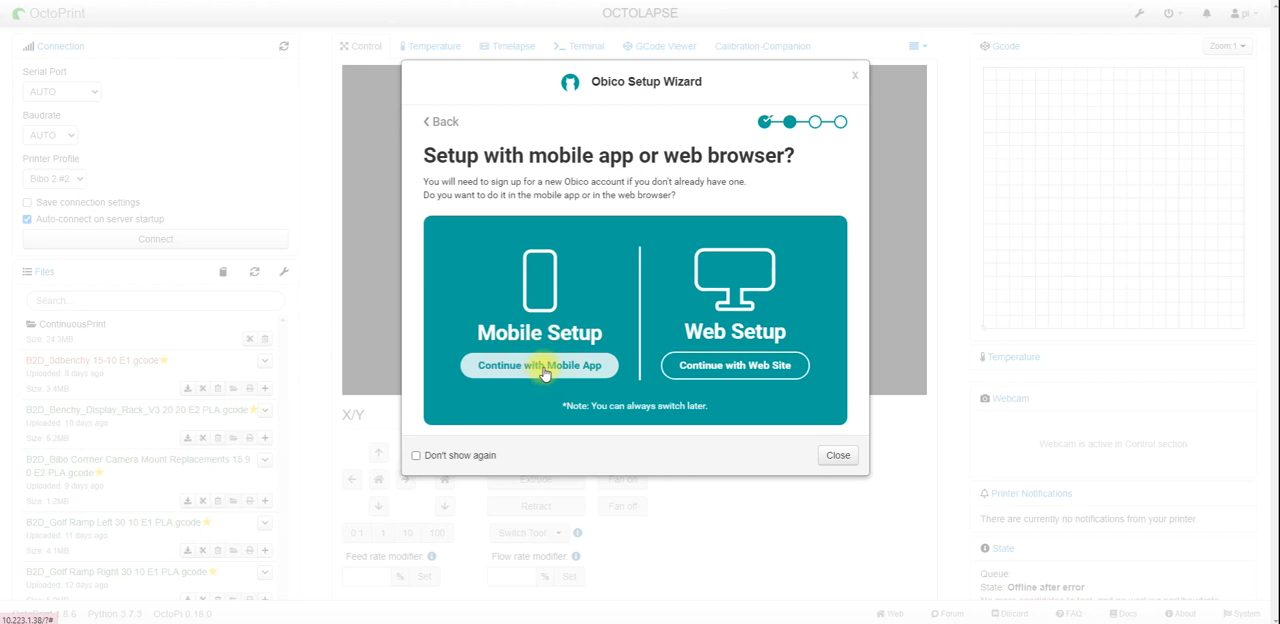 OctoPrint
OCTOLAPSE
pi
Connection
Serial Port
AUTO
Baudrate
AUTO
Printer Profile
Bibo 2 #2
Save connection settings
Auto-connect on server startup
Connect
Files
Search...
ContinuousPrint
Size: 24.3MB
B2D_3dbenchy 15-10 E1 gcode
Uploaded: 8 days ago
Size: 3.4MB
B2D_Benchy_Display_Rack_V3 20 20 E2 PLA.gcode
Uploaded: 10 days ago
Size: 8.2MB
B2D_Bibo Corner Camera Mount Replacements 15 9
0 E2 PLA.gcode
Uploaded: 9 days ago
Size: 1.2MB
B2D_Golf Ramp Left 30 10 E1 PLA.gcode
Uploaded: 11 days ago
Size: 4.1MB
B2D_Golf Ramp Right 30 10 E1 PLA.gcode
Uploaded: 12 days ago
Control
Temperature
Timelapse
Terminal
GCode Viewer
Calibration-Companion
Obico Setup Wizard
x
Back
Setup with mobile app or web browser?
You will need to sign up for a new Obico account if you don't already have one.
Do you want to do it in the mobile app or in the web browser?
Mobile Setup
Continue with Mobile App
Web Setup
Continue with Web Site
*Note: You can always switch later.
Don't show again
Close
X/Y
Extrude
Fan on
Retract
Fan off
0.1 1 10 100
Switch Tool
Feed rate modifier:
Flow rate modifier:
% Set
% Set
Gcode
Zoom:1
Temperature
Webcam
Webcam is active in Control section
Printer Notifications
There are currently no notifications from your printer.
State
Queue:
State: Offline after error
1.8.6 Python 3.7.3 OctoPi 0.18.0
10.223.1.38/?#
Web
Forum
Discord
FAQ
Docs
About
System